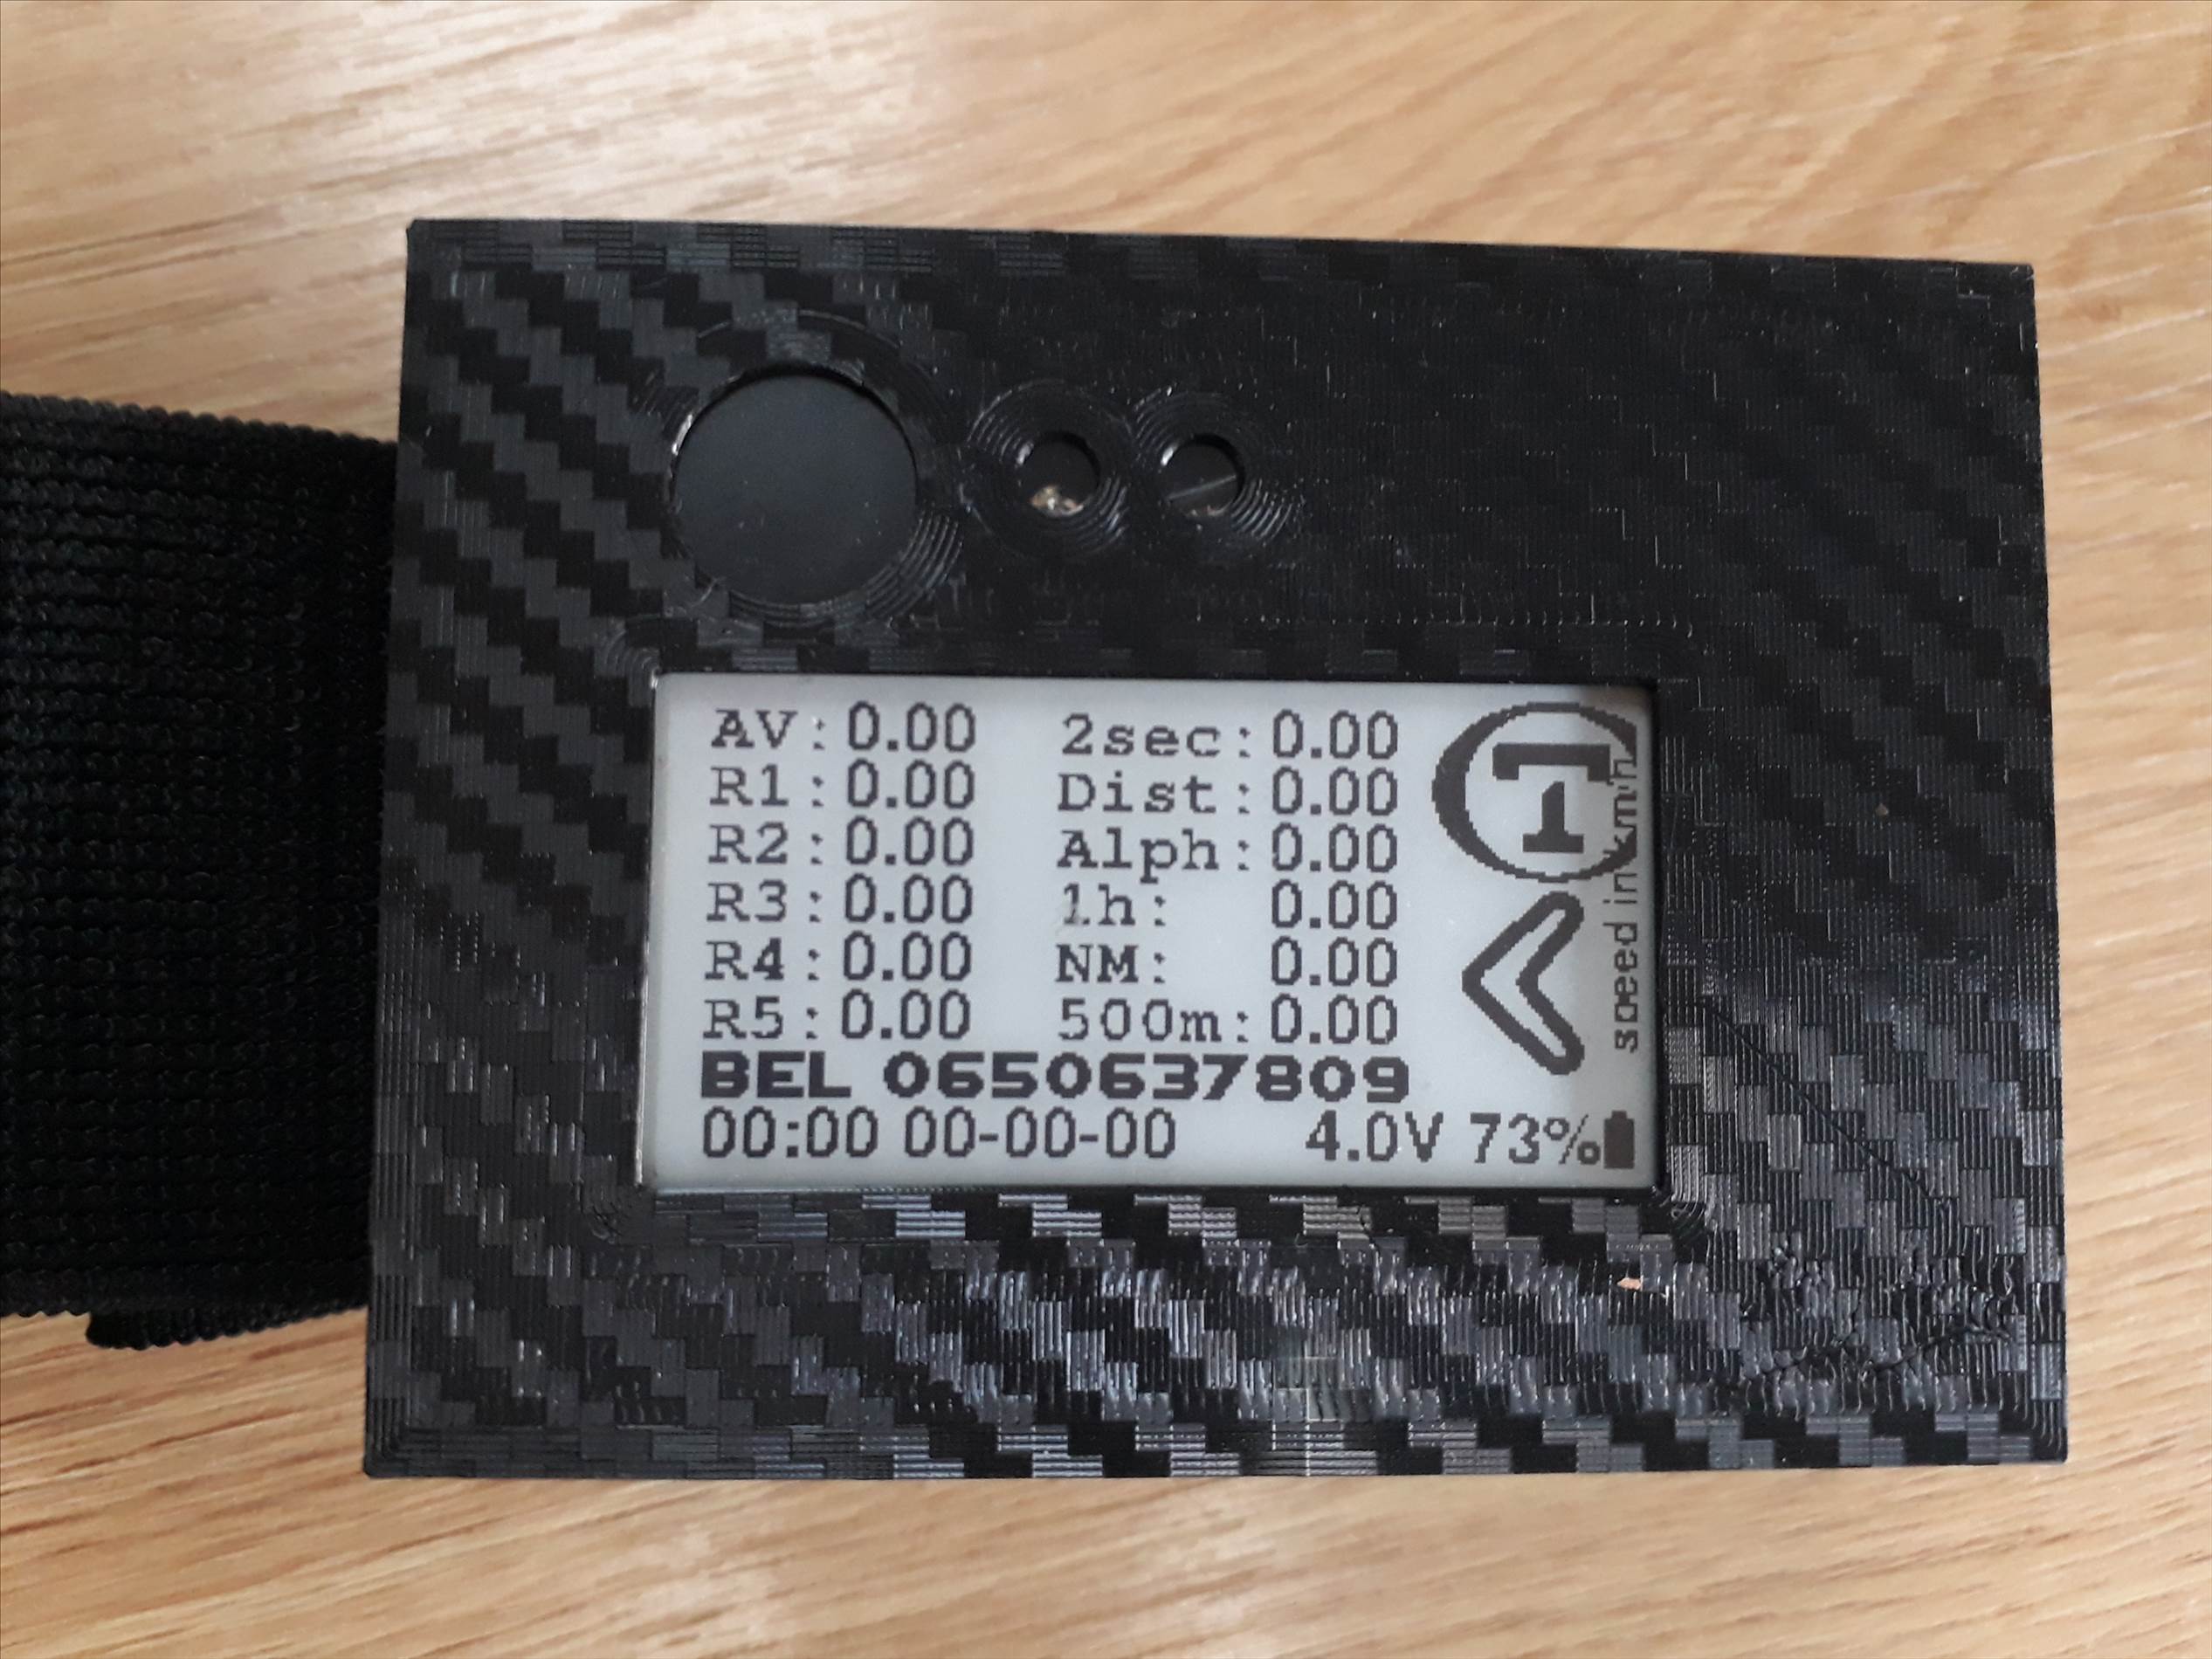 AV: 0.00 2sec: 0.00
R1: 0.00 Dist: 0.00
R2: 0.00 Alph: 0.00
R3: 0.00 1h: 0.00
R4: 0.00 NM: 0.00
R5: 0.00 500m: 0.00
BEL 0650637809
00:00 00-00-00 4.0V 73%
T
speed in km/h